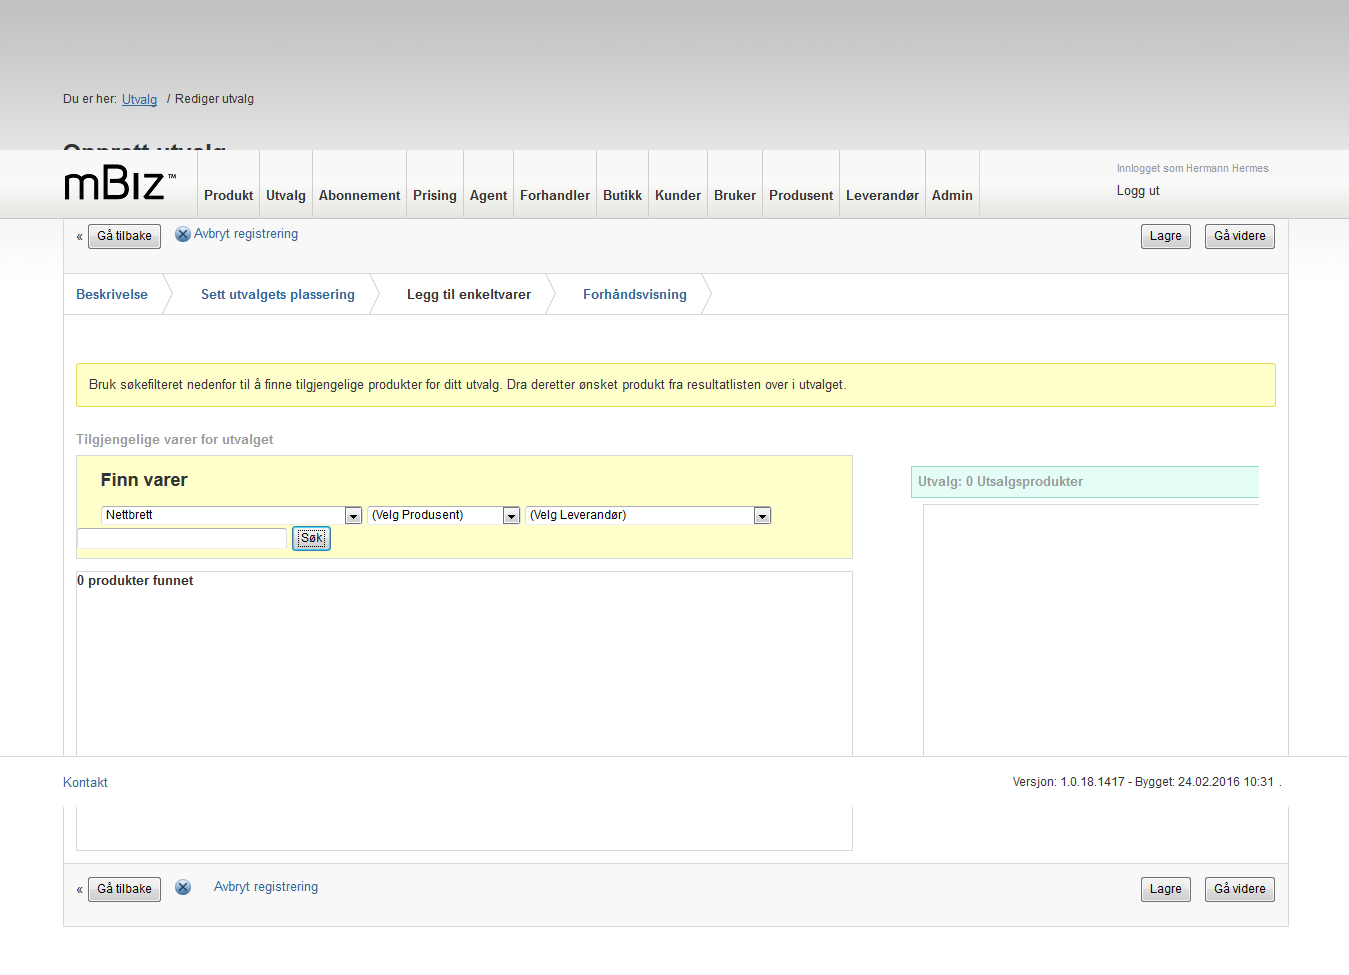 Du er her: Utvalg / Rediger utvalg
Opprett utvalg
mBiz™
Produkt Utvalg Abonnement Prising Agent Forhandler Butikk Kunder Bruker Produsent Leverandør Admin
Innlogget som Hermann Hermes
Logg ut
« Gå tilbake Avbryt registrering Lagre Gå videre
Beskrivelse Sett utvalgets plassering Legg til enkeltvarer Forhåndsvisning
Bruk søkefilteret nedenfor til å finne tilgjengelige produkter for ditt utvalg. Dra deretter ønsket produkt fra resultatlisten over i utvalget.
Tilgjengelige varer for utvalget
Finn varer
Nettbrett (Velg Produsent) (Velg Leverandør)
Søk
0 produkter funnet
Utvalg: 0 Utsalgsprodukter
Kontakt
Versjon: 1.0.18.1417 - Bygget: 24.02.2016 10:31 .
« Gå tilbake Avbryt registrering Lagre Gå videre